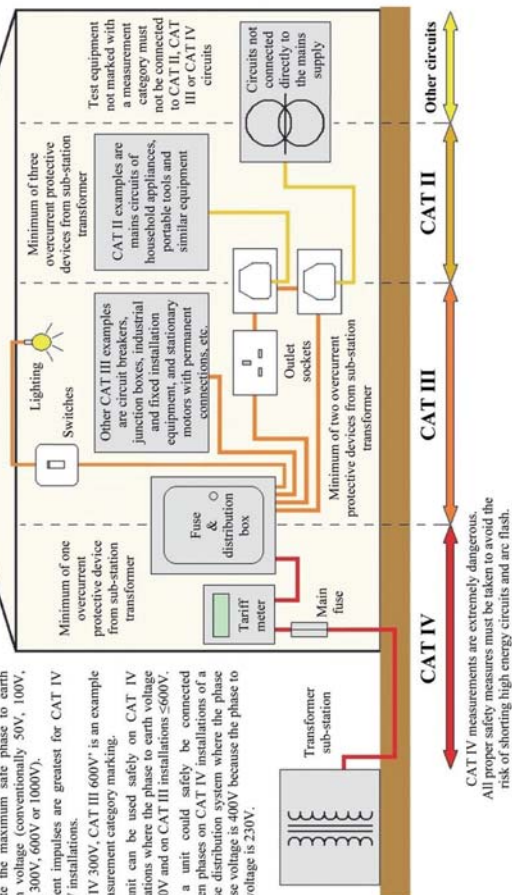 the maximum safe phase to earth
voltage (conventionally 50V, 100V,
300V, 600V or 1000V).
impulses are greatest for CAT IV
installations.
IV 300V, CAT III 600V" is an example
category marking.
can be used safely on CAT IV
where the phase to earth voltage
and on CAT III installations ≤600V.
a unit could safely be connected
phases on CAT IV installations of a
distribution system where the phase
voltage is 400V because the phase to
voltage is 230V.
Transformer
sub-station
Minimum of one
overcurrent
protective device
from sub-station
transformer
Tariff
meter
Main
fuse
Fuse
&
distribution
box
Switches
Lighting
Other CAT III examples
are circuit breakers,
junction boxes, industrial
and fixed installation
equipment, and stationary
motors with permanent
connections, etc.
Outlet
sockets
Minimum of two overcurrent
protective devices from sub-station
transformer
Minimum of three
overcurrent protective
devices from sub-station
transformer
CAT II examples are
mains circuits of
household appliances,
portable tools and
similar equipment
Test equipment
not marked with
a measurement
category must
not be connected
to CAT II, CAT
III or CAT IV
circuits
Circuits not
connected
directly to
the mains
supply
CAT IV
CAT III
CAT II
Other circuits
CAT IV measurements are extremely dangerous.
All proper safety measures must be taken to avoid the
risk of shorting high energy circuits and arc flash.